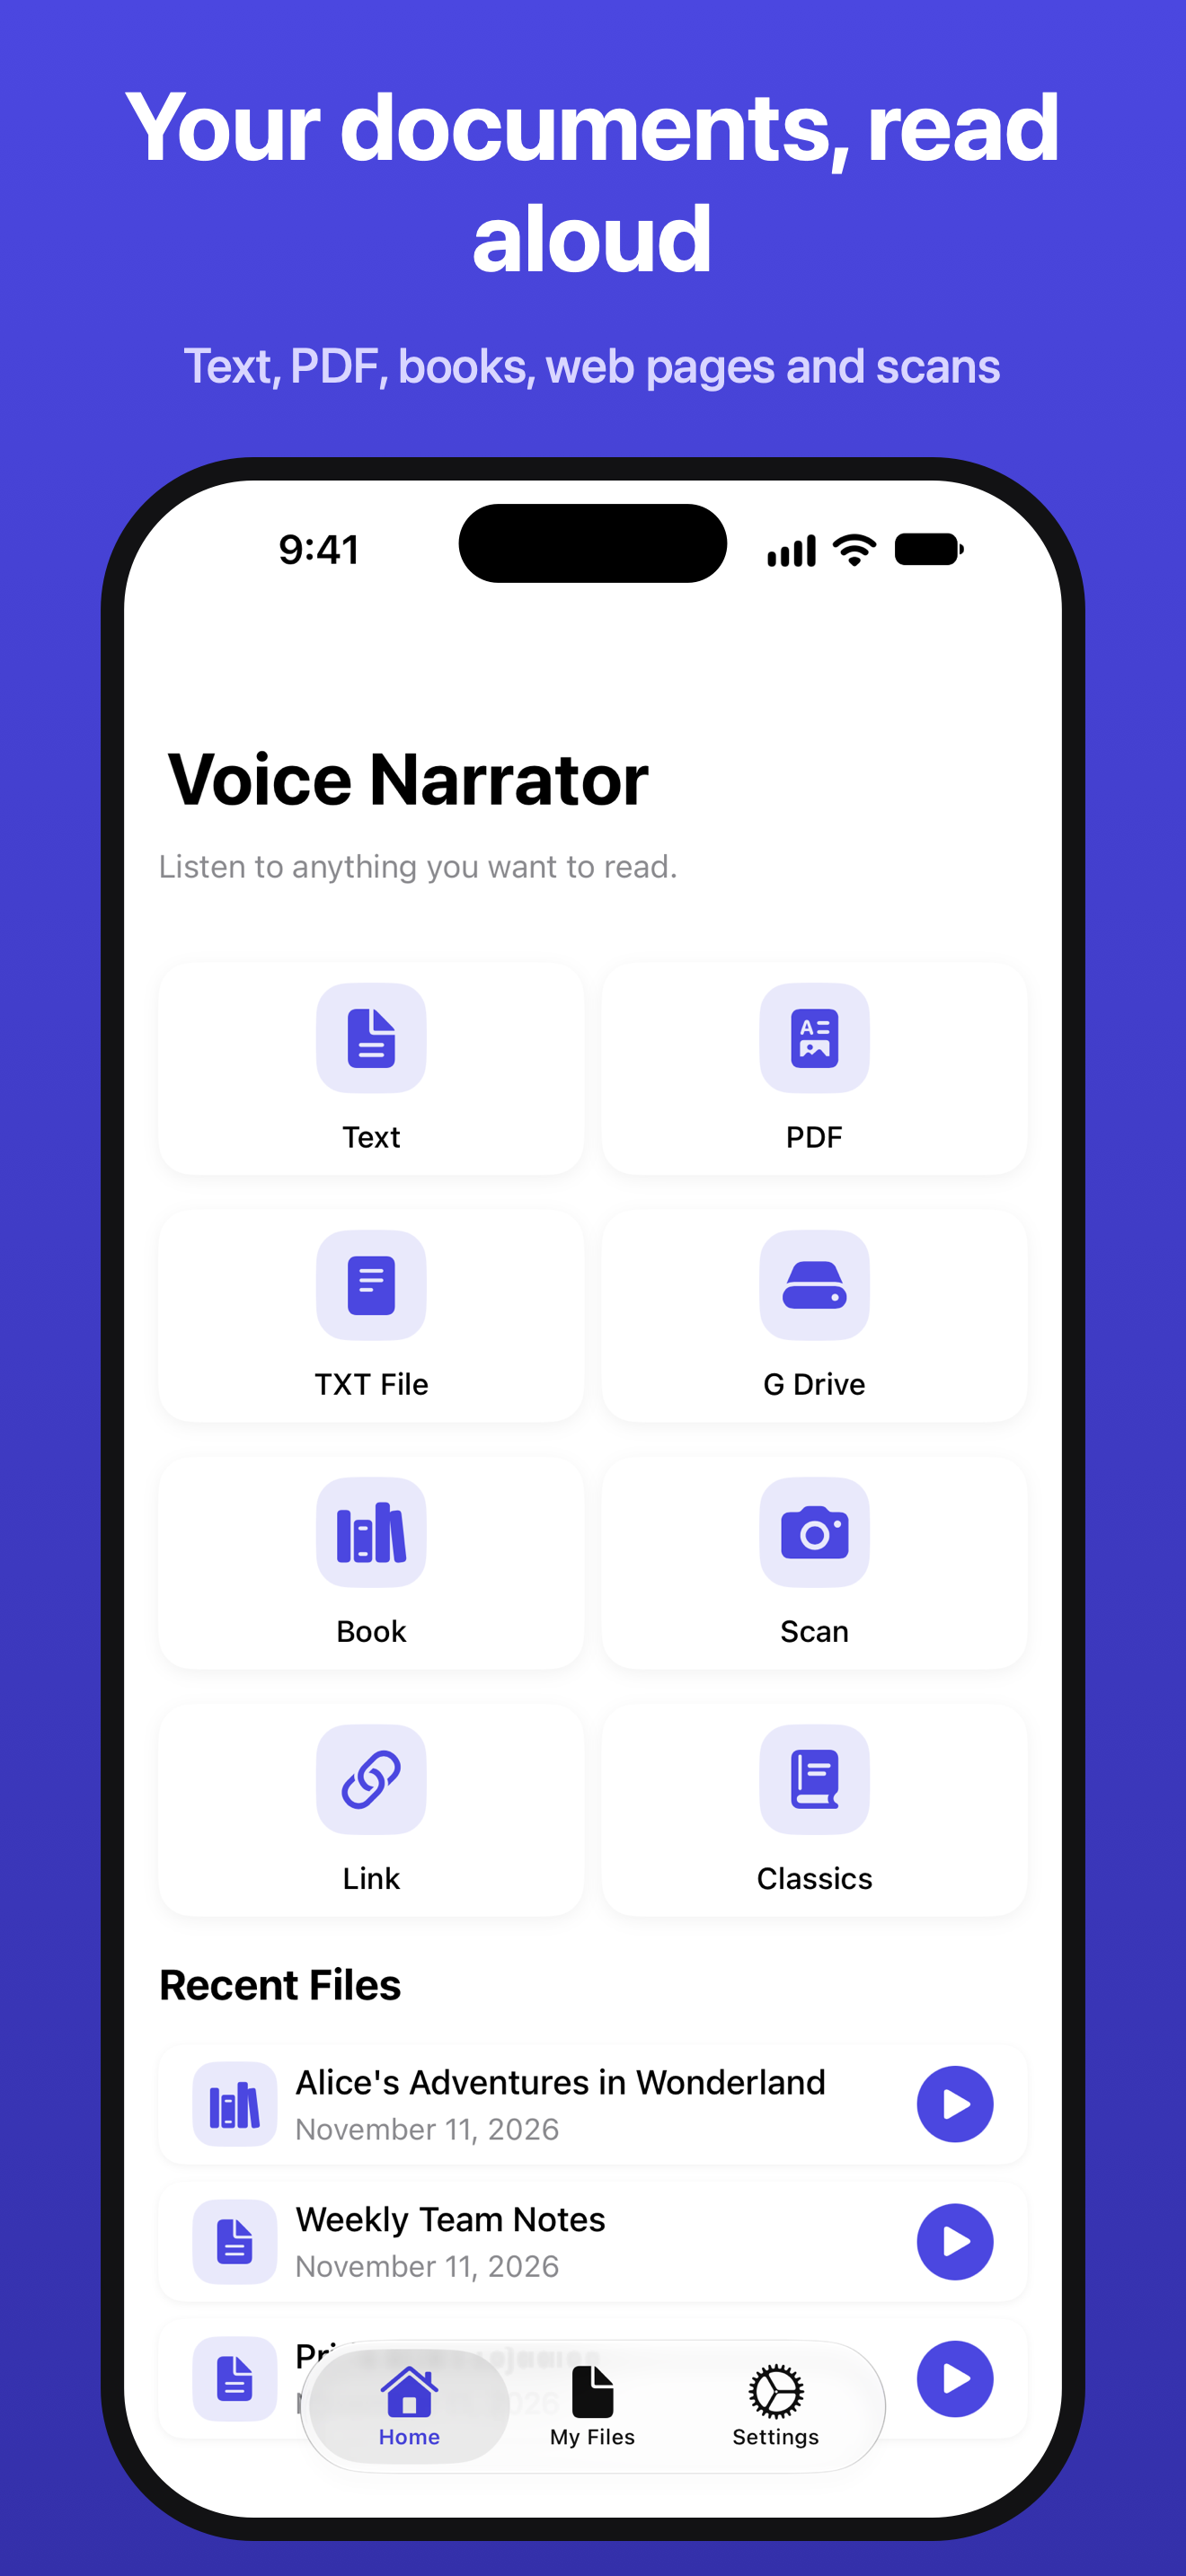 Your documents, read
aloud
Text, PDF, books, web pages and scans
9:41
Voice Narrator
Listen to anything you want to read.
Text
PDF
TXT File
G Drive
Book
Scan
Link
Classics
Recent Files
Alice's Adventures in Wonderland
November 11, 2026
Weekly Team Notes
November 11, 2026
Home
My Files
Settings